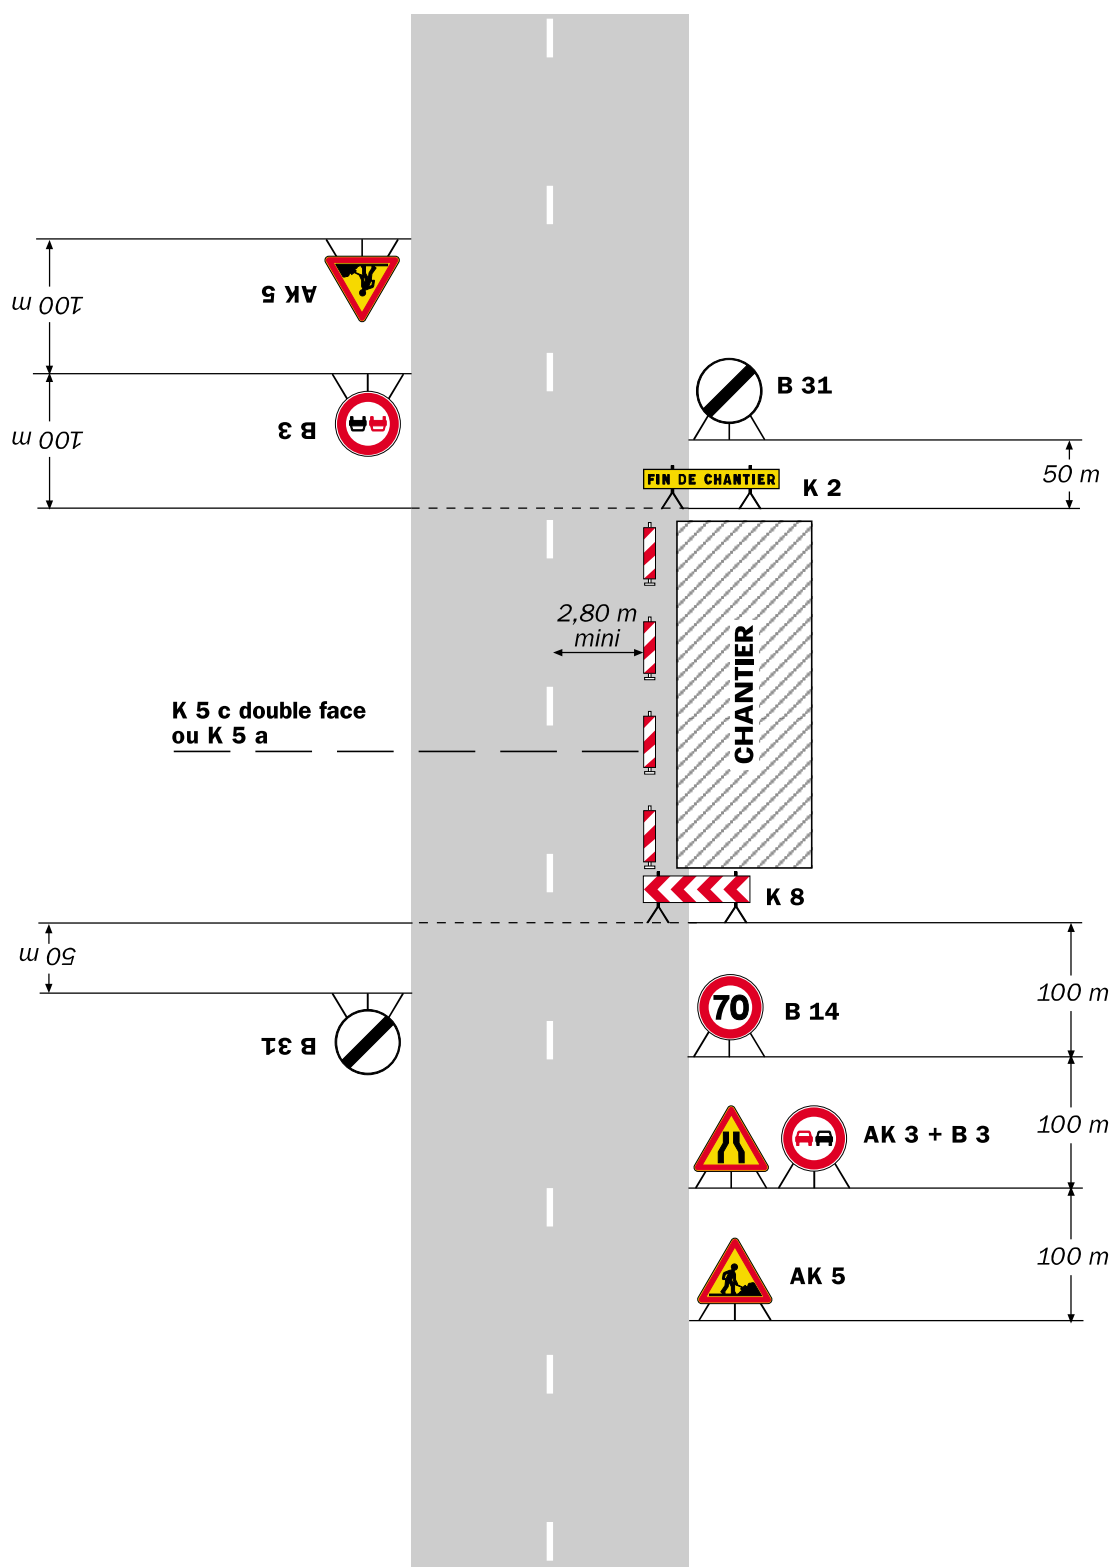 AK 5
100 m
B 3
100 m
B 31
50 m
FIN DE CHANTIER
K 2
2,80 m
mini
CHANTIER
K 5 c double face
ou K 5 a
K 8
50 m
B 31
70
B 14
100 m
AK 3 + B 3
100 m
AK 5
100 m